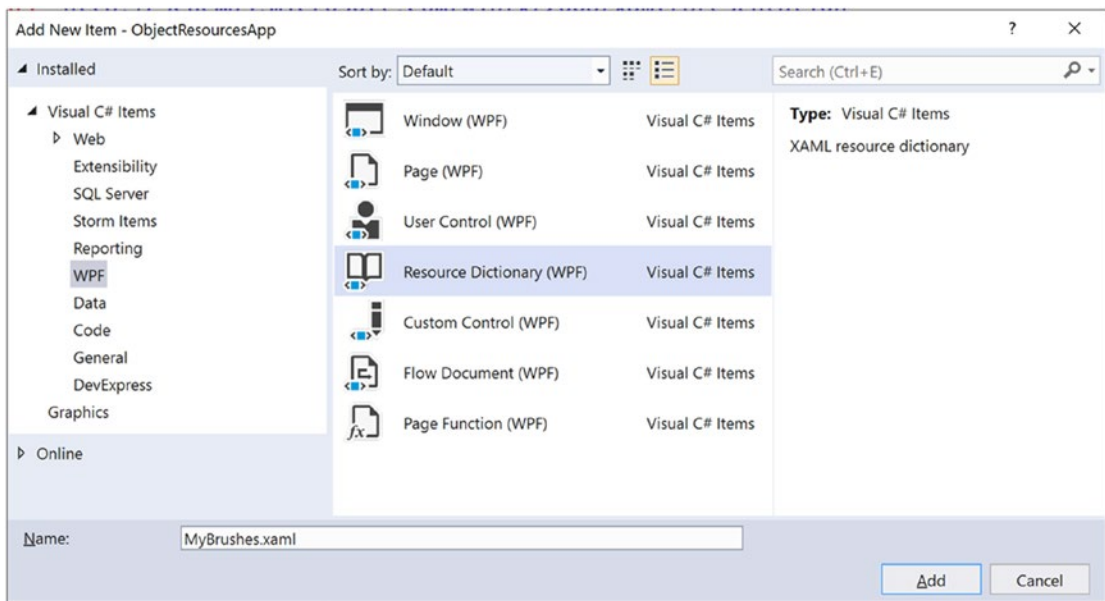 Add New Item - ObjectResourcesApp
?
Installed
Sort by: Default
Search (Ctrl+E)
Visual C# Items
Web
Extensibility
SQL Server
Storm Items
Reporting
WPF
Data
Code
General
DevExpress
Graphics
Online
Window (WPF) Visual C# Items
Page (WPF) Visual C# Items
User Control (WPF) Visual C# Items
Resource Dictionary (WPF) Visual C# Items
Custom Control (WPF) Visual C# Items
Flow Document (WPF) Visual C# Items
Page Function (WPF) Visual C# Items
Type: Visual C# Items
XAML resource dictionary
Name: MyBrushes.xaml
Add Cancel